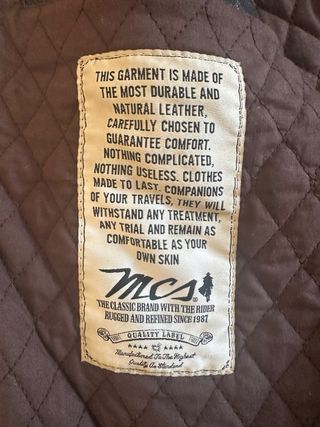 THIS GARMENT IS MADE OF
THE MOST DURABLE AND
NATURAL LEATHER,
CAREFULLY CHOSEN TO
GUARANTEE COMFORT.
NOTHING COMPLICATED,
NOTHING USELESS. CLOTHES
MADE TO LAST. COMPANIONS
OF YOUR TRAVELS, THEY WILL
WITHSTAND ANY TREATMENT,
ANY TRIAL AND REMAIN AS
COMFORTABLE AS YOUR
OWN SKIN
MCS
THE CLASSIC BRAND WITH THE RIDER
RUGGED AND REFINED SINCE 1987
QUALITY LABEL
Manufactured To The Highest
Quality As Standard